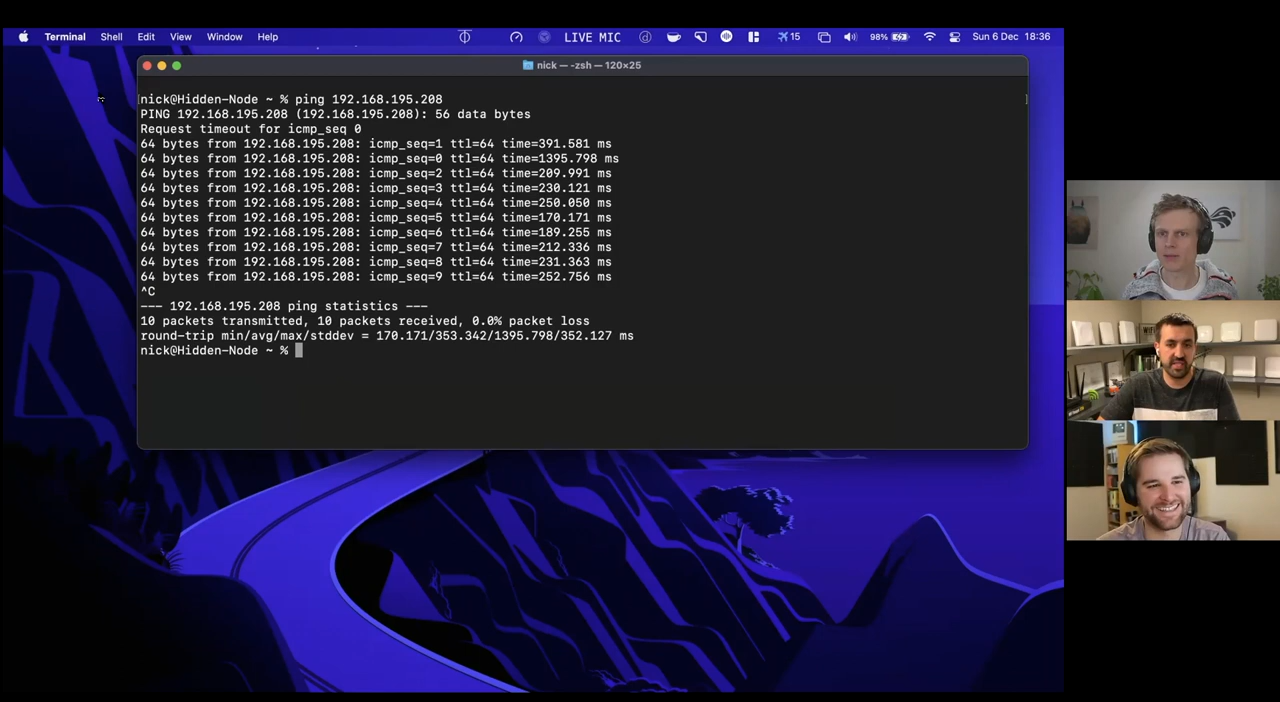 Terminal Shell Edit View Window Help LIVE MIC 15 98% Sun 6 Dec 18:36
nick — -zsh — 120×25
nick@Hidden-Node ~ % ping 192.168.195.208
PING 192.168.195.208 (192.168.195.208): 56 data bytes
Request timeout for icmp_seq 0
64 bytes from 192.168.195.208: icmp_seq=1 ttl=64 time=391.581 ms
64 bytes from 192.168.195.208: icmp_seq=0 ttl=64 time=1395.798 ms
64 bytes from 192.168.195.208: icmp_seq=2 ttl=64 time=209.991 ms
64 bytes from 192.168.195.208: icmp_seq=3 ttl=64 time=230.121 ms
64 bytes from 192.168.195.208: icmp_seq=4 ttl=64 time=250.050 ms
64 bytes from 192.168.195.208: icmp_seq=5 ttl=64 time=170.171 ms
64 bytes from 192.168.195.208: icmp_seq=6 ttl=64 time=189.255 ms
64 bytes from 192.168.195.208: icmp_seq=7 ttl=64 time=212.336 ms
64 bytes from 192.168.195.208: icmp_seq=8 ttl=64 time=231.363 ms
64 bytes from 192.168.195.208: icmp_seq=9 ttl=64 time=252.756 ms
^C
--- 192.168.195.208 ping statistics ---
10 packets transmitted, 10 packets received, 0.0% packet loss
round-trip min/avg/max/stddev = 170.171/353.342/1395.798/352.127 ms
nick@Hidden-Node ~ %